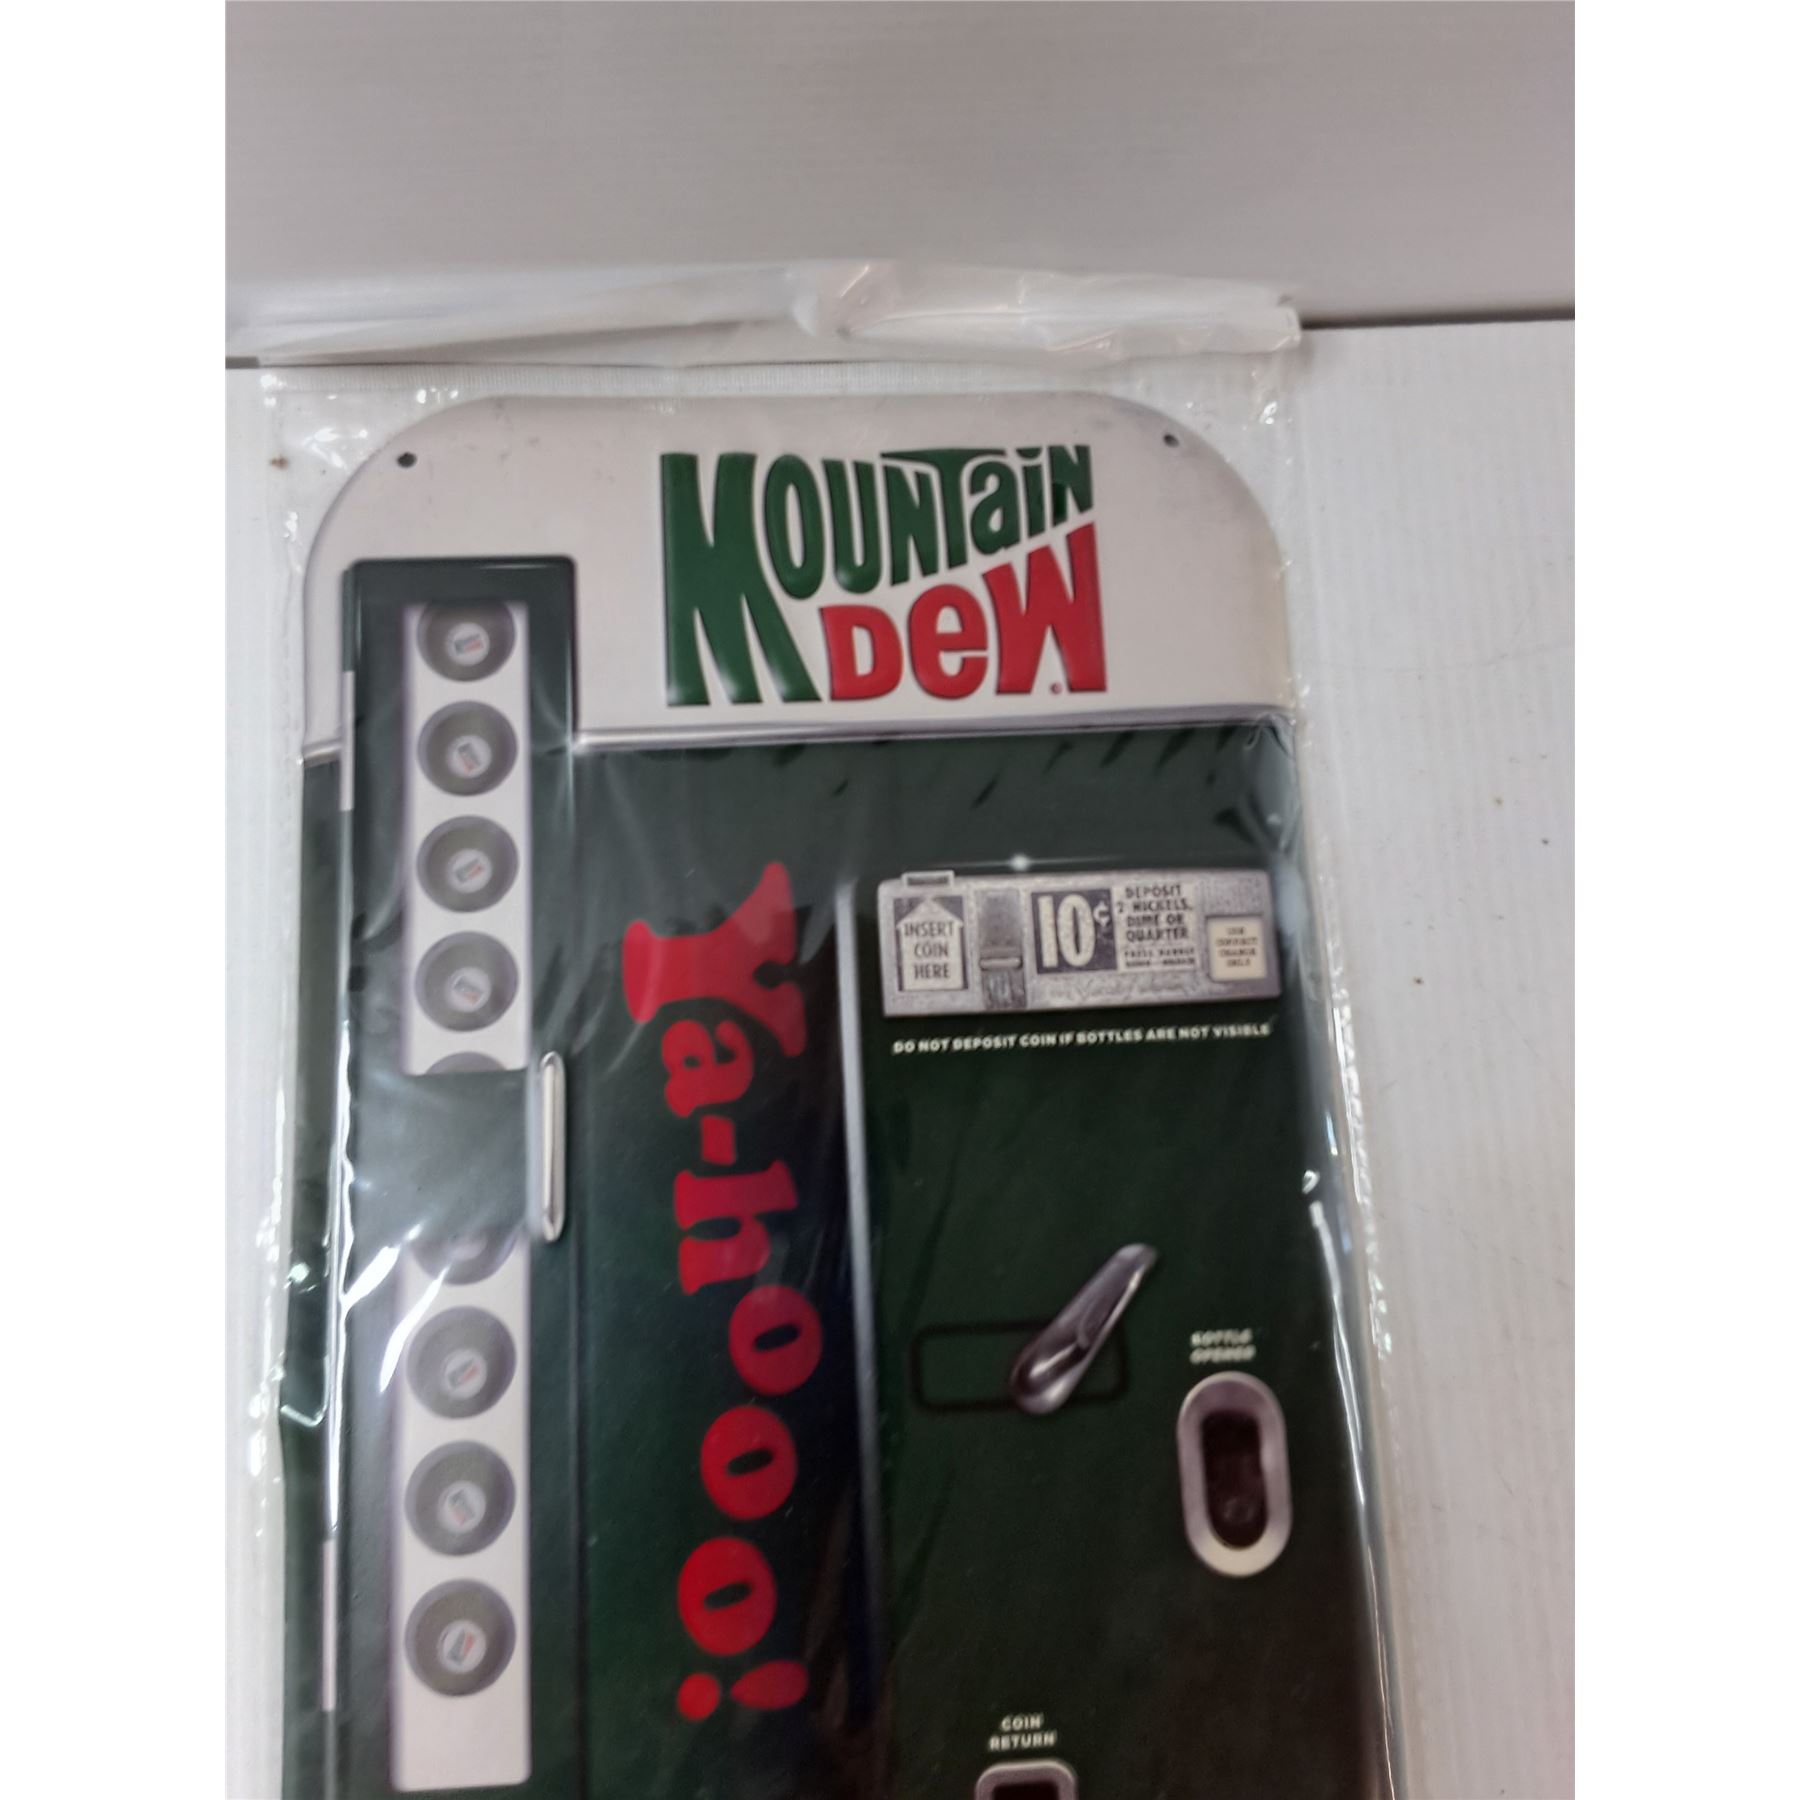 MOUNTaiN
DeW
Ya-hooo!
INSERT
COIN
HERE
10¢
DEPOSIT
2 NICKELS,
DIME OR
QUARTER
DO NOT DEPOSIT COIN IF BOTTLES ARE NOT VISIBLE
BOTTLE
OPENER
COIN
RETURN